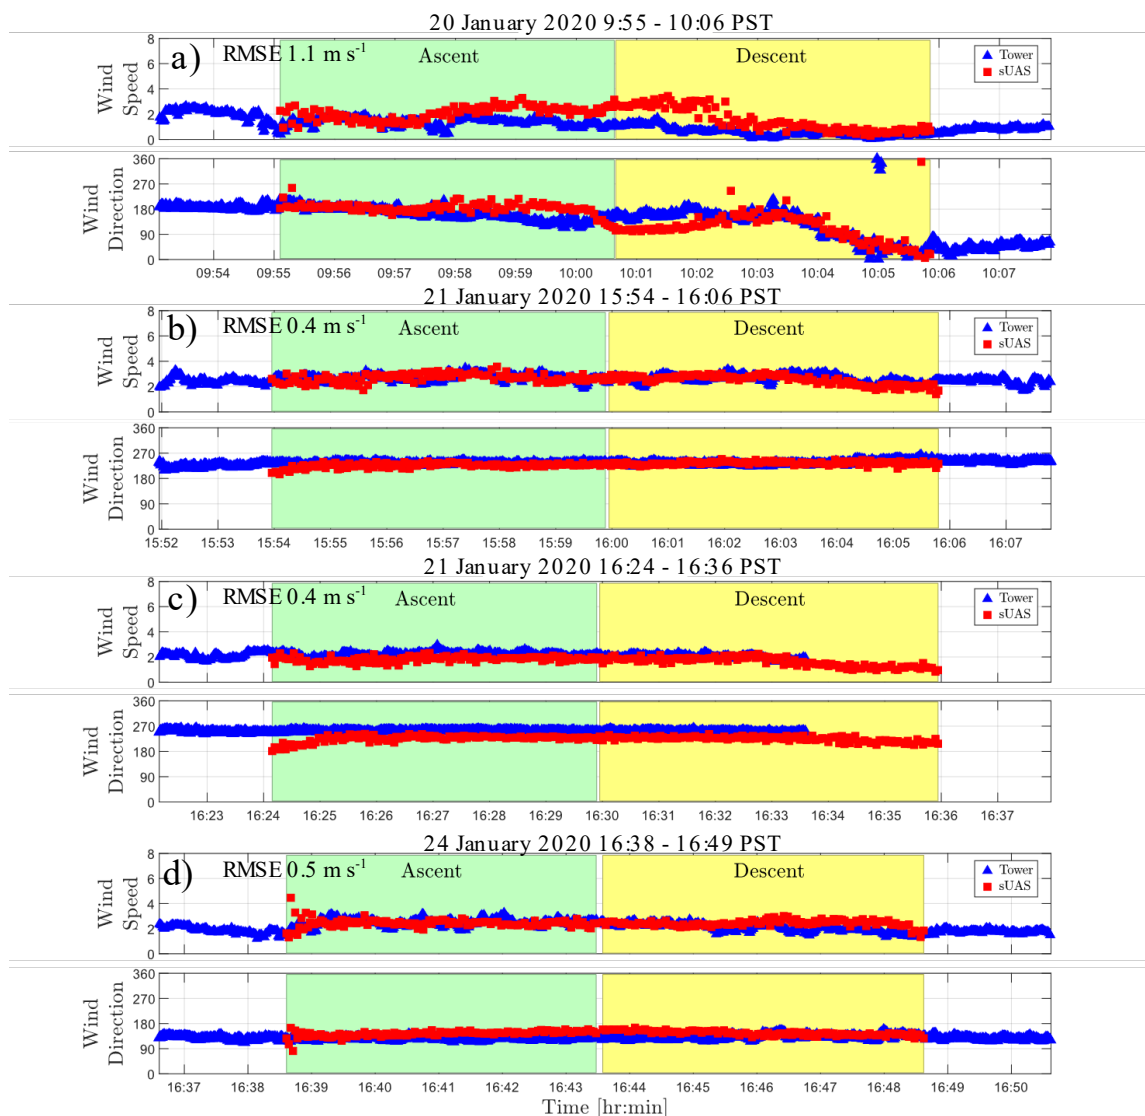 20 January 2020 9:55 - 10:06 PST
a) RMSE 1.1 m s⁻¹ Ascent Descent
Tower
sUAS
Wind Speed
8
6
4
2
0
Wind Direction
360
270
180
90
0
09:54 09:55 09:56 09:57 09:58 09:59 10:00 10:01 10:02 10:03 10:04 10:05 10:06 10:07
21 January 2020 15:54 - 16:06 PST
b) RMSE 0.4 m s⁻¹ Ascent Descent
Tower
sUAS
Wind Speed
8
6
4
2
0
Wind Direction
360
270
180
90
0
15:52 15:53 15:54 15:55 15:56 15:57 15:58 15:59 16:00 16:01 16:02 16:03 16:04 16:05 16:06 16:07
21 January 2020 16:24 - 16:36 PST
c) RMSE 0.4 m s⁻¹ Ascent Descent
Tower
sUAS
Wind Speed
8
6
4
2
0
Wind Direction
360
270
180
90
0
16:23 16:24 16:25 16:26 16:27 16:28 16:29 16:30 16:31 16:32 16:33 16:34 16:35 16:36 16:37
24 January 2020 16:38 - 16:49 PST
d) RMSE 0.5 m s⁻¹ Ascent Descent
Tower
sUAS
Wind Speed
8
6
4
2
0
Wind Direction
360
270
180
90
0
16:37 16:38 16:39 16:40 16:41 16:42 16:43 16:44 16:45 16:46 16:47 16:48 16:49 16:50
Time [hr:min]